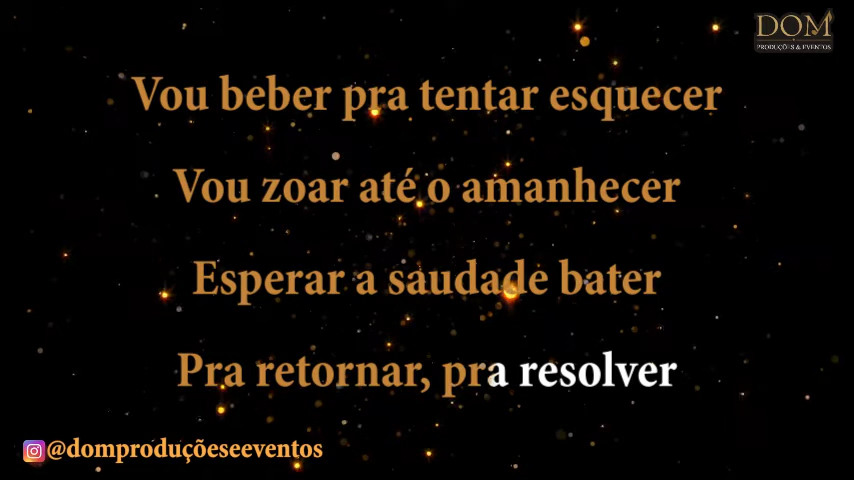 DOM
PRODUÇÕES & EVENTOS
Vou beber pra tentar esquecer
Vou zoar até o amanhecer
Esperar a saudade bater
Pra retornar, pra resolver
@domproduçõeseeventos